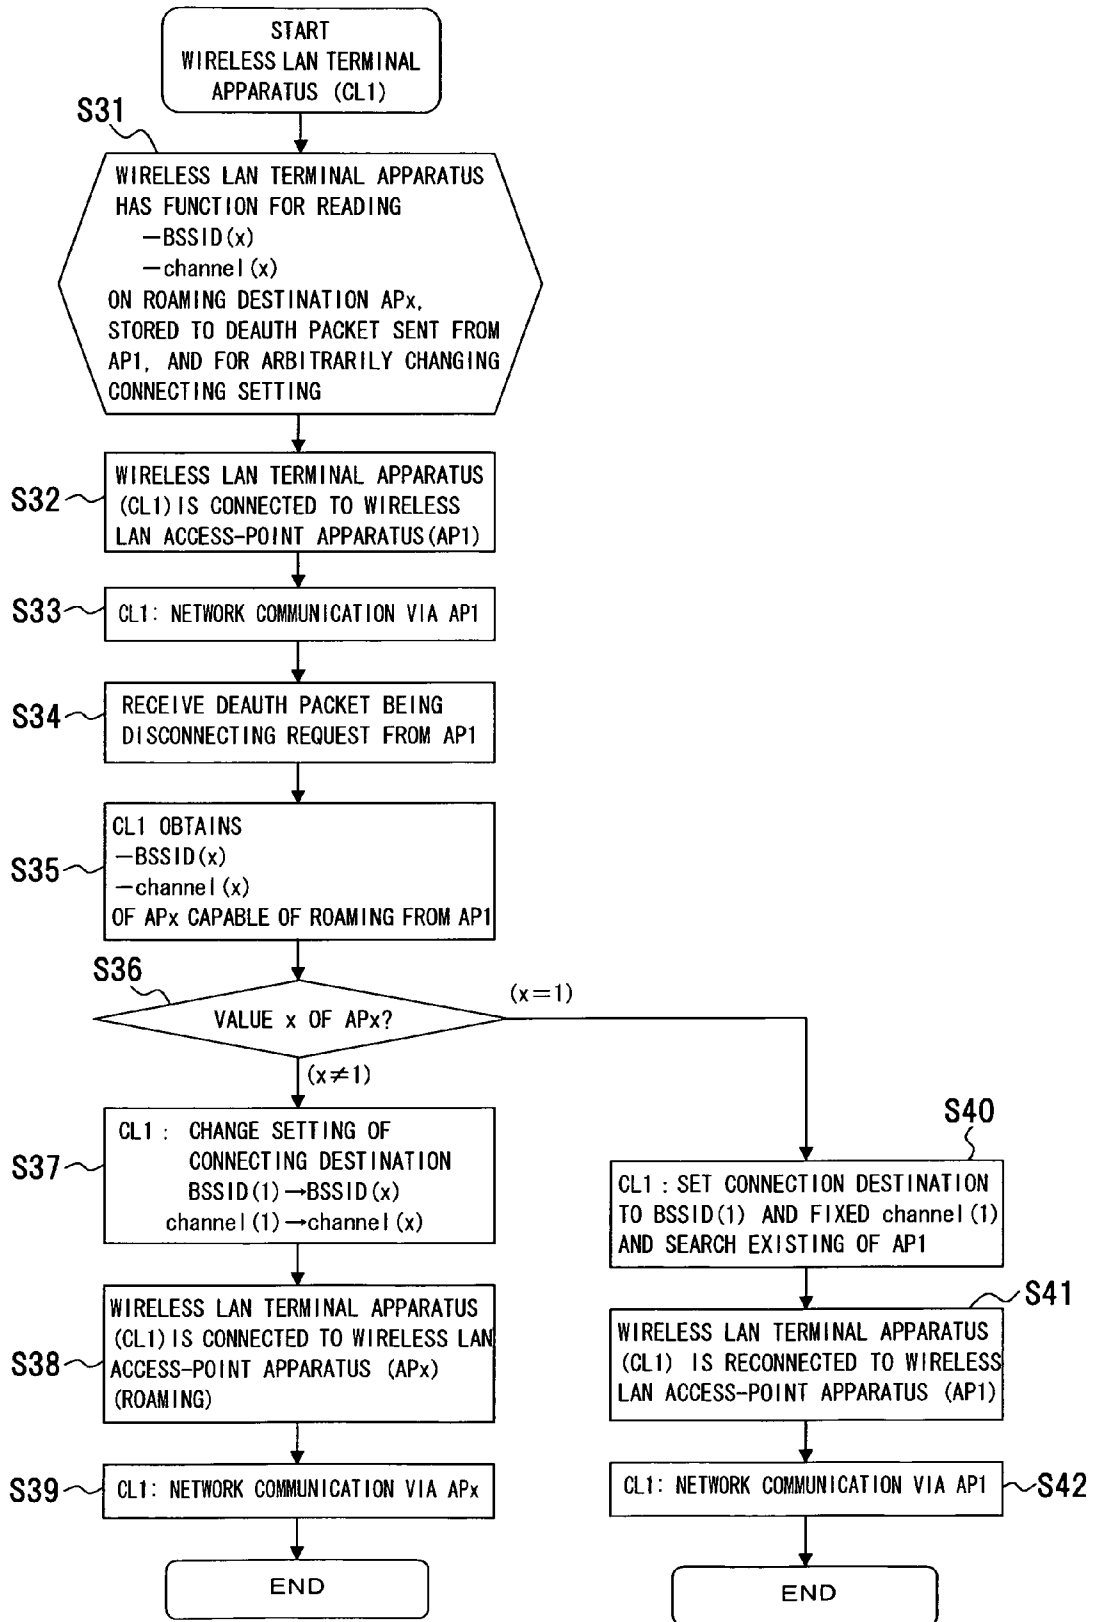 START
WIRELESS LAN TERMINAL
APPARATUS (CL1)
S31
WIRELESS LAN TERMINAL APPARATUS
HAS FUNCTION FOR READING
—BSSID(x)
—channel(x)
ON ROAMING DESTINATION APx,
STORED TO DEAUTH PACKET SENT FROM
AP1, AND FOR ARBITRARILY CHANGING
CONNECTING SETTING
S32
WIRELESS LAN TERMINAL APPARATUS
(CL1)IS CONNECTED TO WIRELESS
LAN ACCESS-POINT APPARATUS(AP1)
S33
CL1: NETWORK COMMUNICATION VIA AP1
S34
RECEIVE DEAUTH PACKET BEING
DISCONNECTING REQUEST FROM AP1
S35
CL1 OBTAINS
—BSSID(x)
—channel(x)
OF APx CAPABLE OF ROAMING FROM AP1
S36
VALUE x OF APx?
(x=1)
(x≠1)
S37
CL1: CHANGE SETTING OF
CONNECTING DESTINATION
BSSID(1)→BSSID(x)
channel(1)→channel(x)
S38
WIRELESS LAN TERMINAL APPARATUS
(CL1)IS CONNECTED TO WIRELESS LAN
ACCESS-POINT APPARATUS (APx)
(ROAMING)
S39
CL1: NETWORK COMMUNICATION VIA APx
END
S40
CL1:SET CONNECTION DESTINATION
TO BSSID(1) AND FIXED channel(1)
AND SEARCH EXISTING OF AP1
S41
WIRELESS LAN TERMINAL APPARATUS
(CL1) IS RECONNECTED TO WIRELESS
LAN ACCESS-POINT APPARATUS (AP1)
CL1: NETWORK COMMUNICATION VIA AP1
S42
END